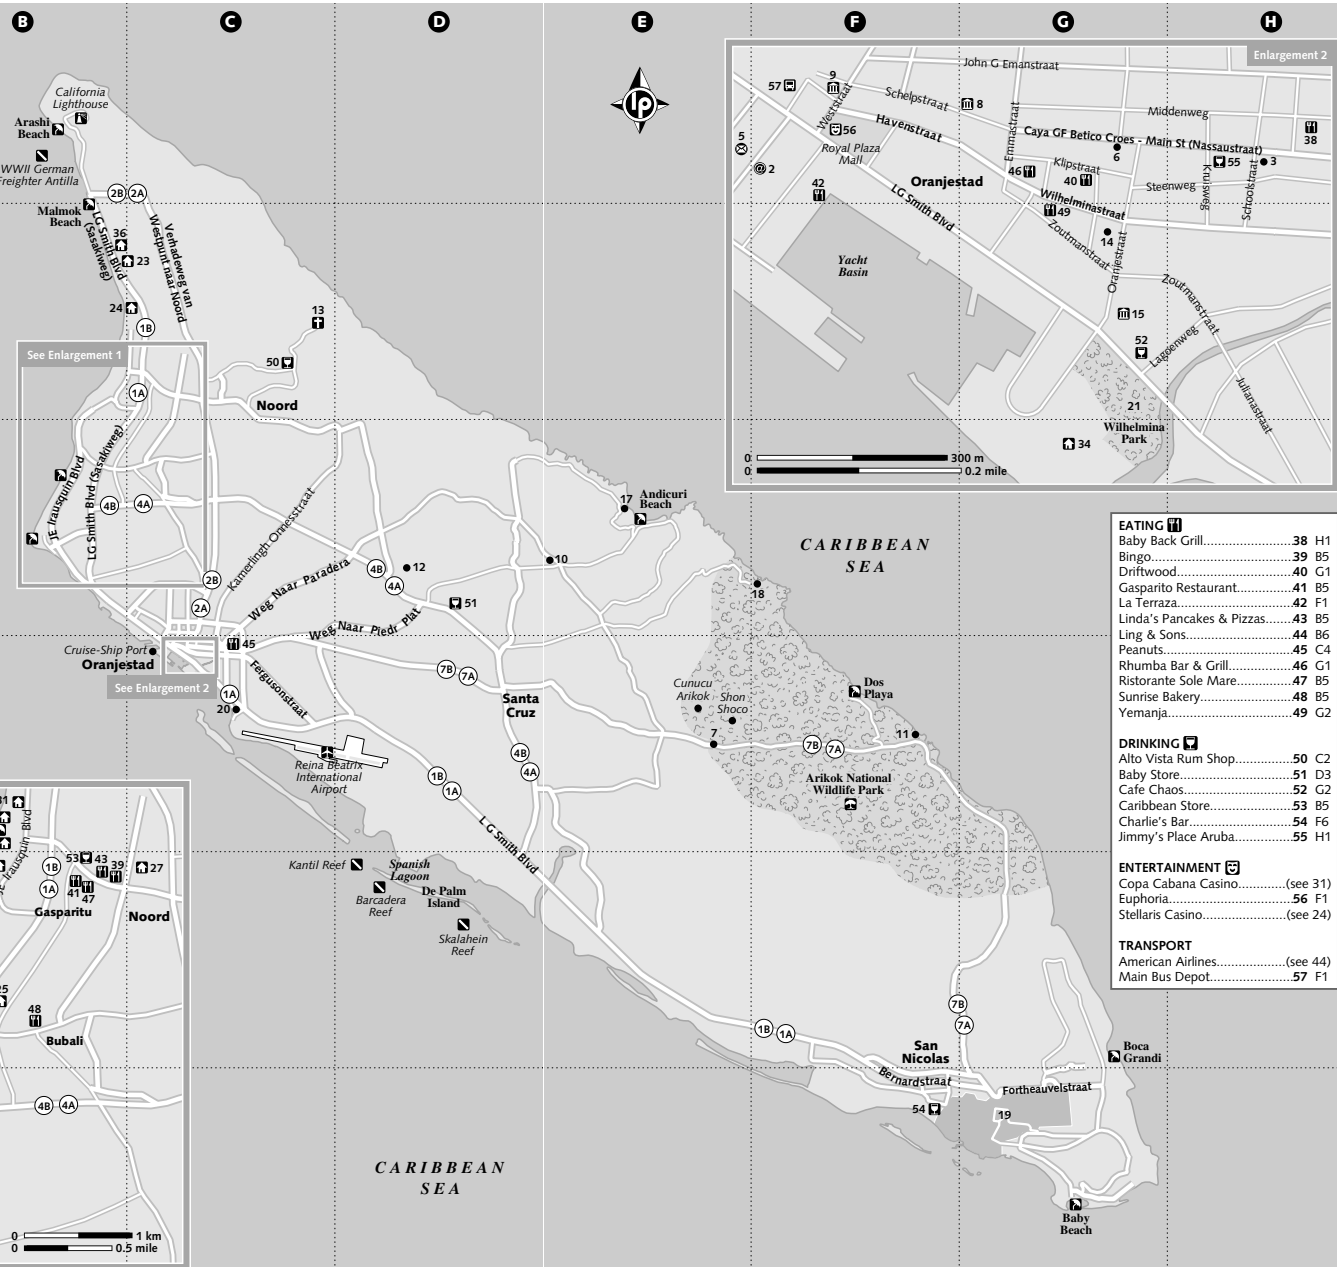 B
C
D
E
F
G
H
lp
California
Lighthouse
Arashi
Beach
WWII German
Freighter Antilla
Malmok
Beach
2B
2A
LG Smith Blvd
(Sasakiweg)
Verhadeweg van
Westpunt naar Noord
36
23
24
1B
13
50
See Enlargement 1
1A
Noord
JE Irausquin Blvd
LG Smith Blvd (Sasakiweg)
4B
4A
Kamerlingh Onnesstraat
Weg Naar Paradera
4B
4A
12
51
2B
2A
Weg Naar Piedr Plat
45
Cruise-Ship Port
Oranjestad
See Enlargement 2
1A
20
Fergusonstraat
7B
7A
Santa
Cruz
4B
4A
Reina Beatrix
International
Airport
1B
1A
L G Smith Blvd
Kantil Reef
Spanish
Lagoon
Barcadera
Reef
De Palm
Island
Skalahein
Reef
10
17
Andicuri
Beach
18
CARIBBEAN
SEA
Cunucu
Arikok
Shon
Shoco
7
Dos
Playa
11
7B
7A
Arikok National
Wildlife Park
7B
7A
1B
1A
San
Nicolas
Bernardstraat
Fortheauvelstraat
54
19
Boca
Grandi
Baby
Beach
CARIBBEAN
SEA
JE Irausquin Blvd
1B
1A
53
43
39
41
47
27
Gasparitu
Noord
48
Bubali
4B
4A
0
1 km
0
0.5 mile
Enlargement 2
John G Emanstraat
57
9
Weststraat
Schelpstraat
8
Middenweg
56
Havenstraat
Emmastraat
Caya GF Betico Croes - Main St (Nassaustraat)
38
5
2
Royal Plaza
Mall
6
55
3
Klipstraat
46
40
Steenweg
Kruisweg
Schoolstraat
42
Oranjestad
49
Wilhelminastraat
LG Smith Blvd
Zoutmanstraat
14
Oranjestraat
Yacht
Basin
Zoutmanstraat
15
52
Lagoenweg
Julianastraat
21
Wilhelmina
Park
34
0
300 m
0
0.2 mile
EATING
Baby Back Grill......................38 H1
Bingo....................................39 B5
Driftwood.............................40 G1
Gasparito Restaurant...........41 B5
La Terraza.............................42 F1
Linda's Pancakes & Pizzas....43 B5
Ling & Sons..........................44 B6
Peanuts.................................45 C4
Rhumba Bar & Grill..............46 G1
Ristorante Sole Mare............47 B5
Sunrise Bakery......................48 B5
Yemanja................................49 G2
DRINKING
Alto Vista Rum Shop.............50 C2
Baby Store............................51 D3
Cafe Chaos...........................52 G2
Caribbean Store....................53 B5
Charlie's Bar.........................54 F6
Jimmy's Place Aruba.............55 H1
ENTERTAINMENT
Copa Cabana Casino............(see 31)
Euphoria...............................56 F1
Stellaris Casino.....................(see 24)
TRANSPORT
American Airlines..................(see 44)
Main Bus Depot....................57 F1